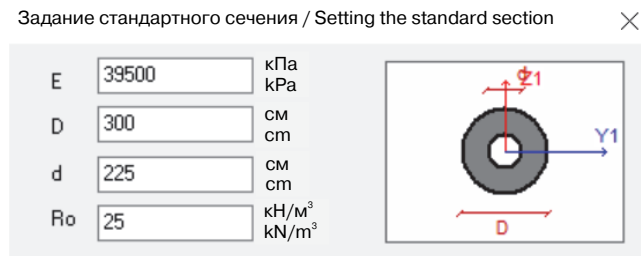 Задание стандартного сечения / Setting the standard section
E 39500 кПа
kPa
D 300 см
cm
d 225 см
cm
Ro 25 кН/м³
kN/m³
d
Z1
Y1
D